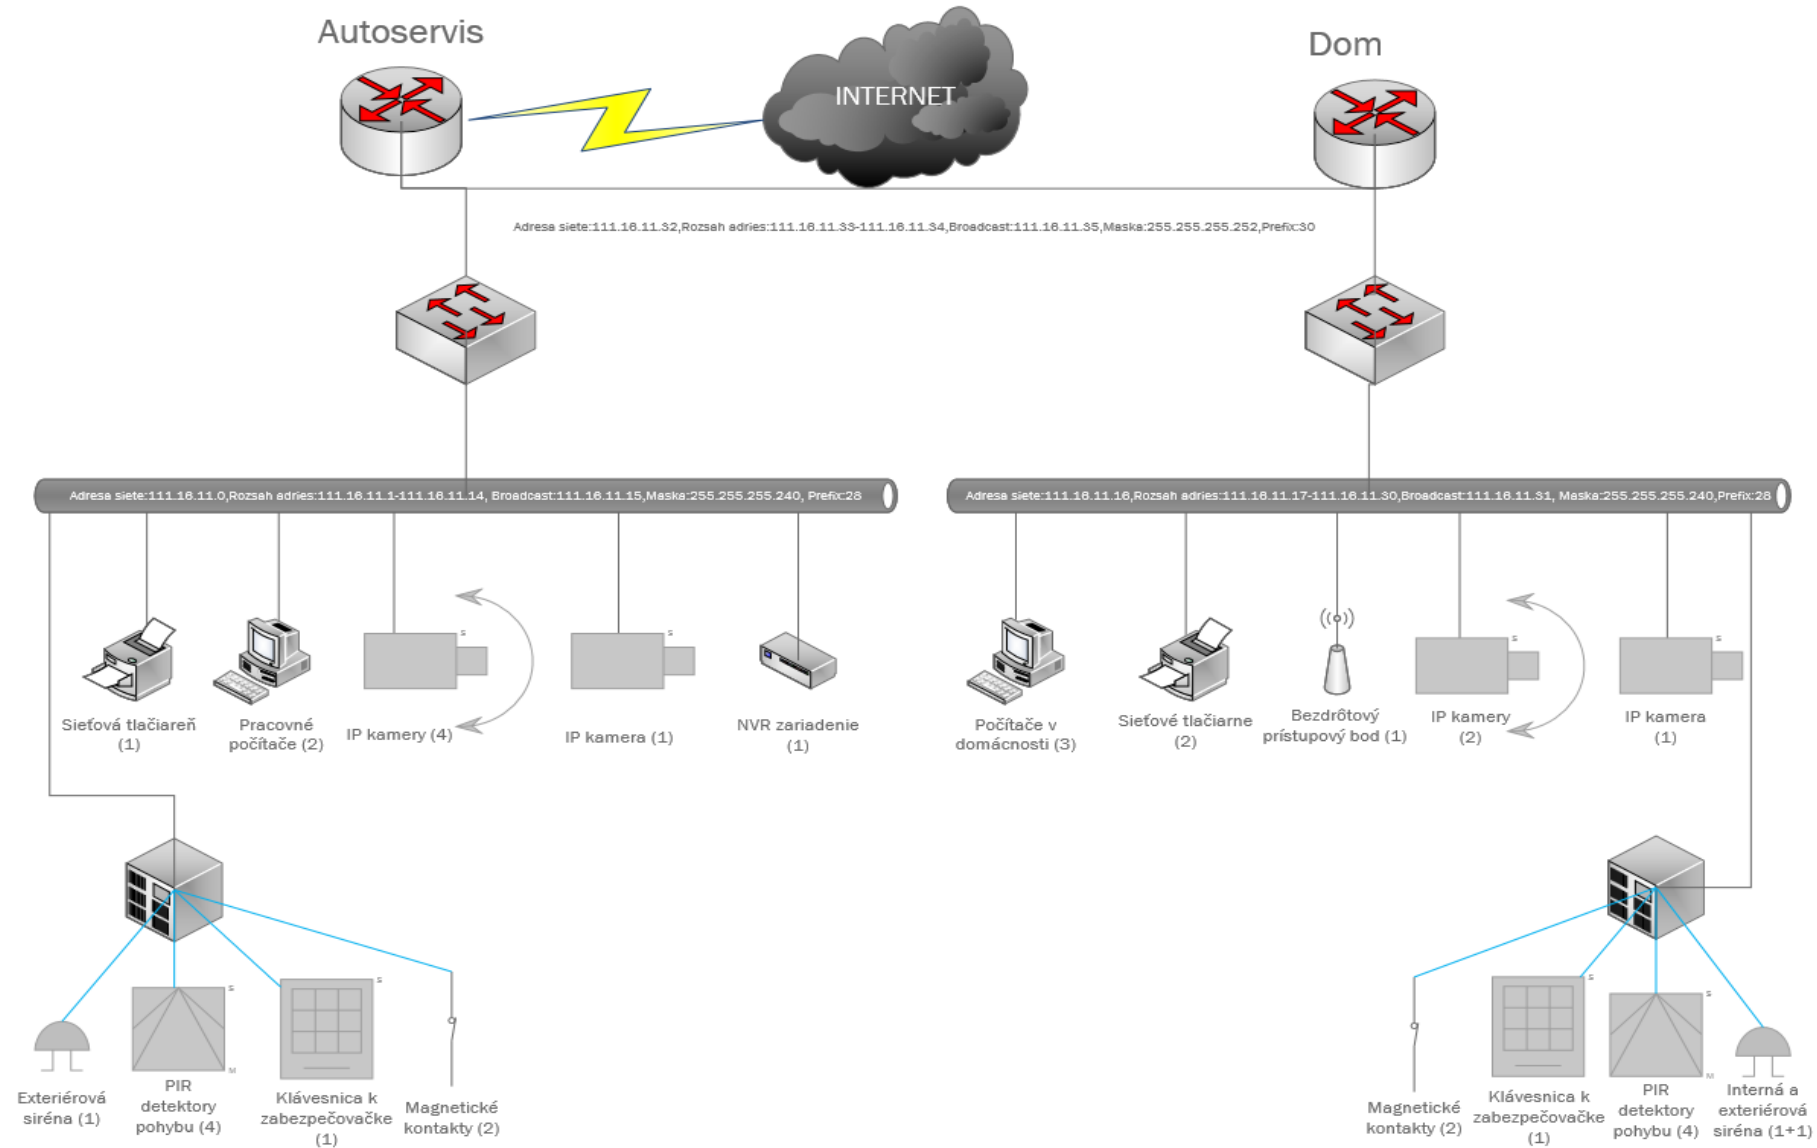 Autoservis
Dom
INTERNET
Adresa siete:111.16.11.32,Rozsah adries:111.16.11.33-111.16.11.34,Broadcast:111.16.11.35,Maska:255.255.255.252,Prefix:30
Adresa siete:111.16.11.0,Rozsah adries:111.16.11.1-111.16.11.14, Broadcast:111.16.11.15,Maska:255.255.255.240, Prefix:28
Adresa siete:111.16.11.16,Rozsah adries:111.16.11.17-111.16.11.30,Broadcast:111.16.11.31, Maska:255.255.255.240,Prefix:28
S
S
S
S
Sieťová tlačiareň
(1)
Pracovné
počítače (2)
IP kamery (4)
IP kamera (1)
NVR zariadenie
(1)
Počítače v
domácnosti (3)
Sieťové tlačiarne
(2)
Bezdrôtový
prístupový bod (1)
IP kamery
(2)
IP kamera
(1)
S
M
S
S
S
M
Exteriérová
siréna (1)
PIR
detektory
pohybu (4)
Klávesnica k
zabezpečovačke
(1)
Magnetické
kontakty (2)
Magnetické
kontakty (2)
Klávesnica k
zabezpečovačke
(1)
PIR
detektory
pohybu (4)
Interná a
exteriérová
siréna (1+1)